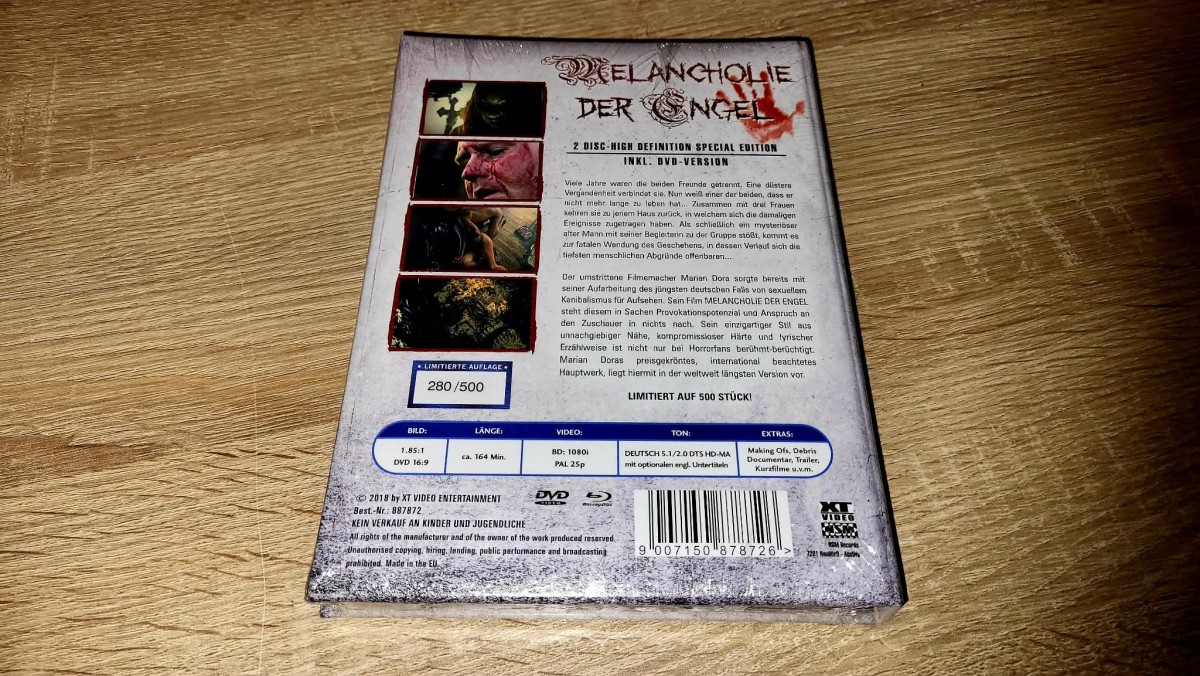 MELANCHOLIE
DER ENGEL
2 DISC-HIGH DEFINITION SPECIAL EDITION
INKL. DVD-VERSION
Viele Jahre waren die beiden Freunde getrennt. Eine düstere
Vergandenheit verbindet sie. Nun weiß einer der beiden, dass er
nicht mehr lange zu leben hat... Zusammen mit drei Frauen
kehren sie zu jenem Haus zurück, in welchem sich die damaligen
Ereignisse zugetragen haben. Als schließlich ein mysteriöser
alter Mann mit seiner Begleiterin zu der Gruppe stößt, kommt es
zur fatalen Wendung des Geschehens, in dessen Verlauf sich die
tiefsten menschlichen Abgründe offenbaren...
Der umstrittene Filmemacher Marian Dora sorgte bereits mit
seiner Aufarbeitung des jüngsten deutschen Falls von sexuellem
Kanibalismus für Aufsehen. Sein Film MELANCHOLIE DER ENGEL
steht diesem in Sachen Provokationspotenzial und Anspruch an
den Zuschauer in nichts nach. Sein einzigartiger Stil aus
unnachgiebiger Nähe, kompromissloser Härte und lyrischer
Erzählweise ist nicht nur bei Horrorfans berühmt-berüchtigt.
Marian Doras preisgekröntes, international beachtetes
Hauptwerk, liegt hiermit in der weltweit längsten Version vor.
LIMITIERT AUF 500 STÜCK!
• LIMITIERTE AUFLAGE •
280/500
BILD: LÄNGE: VIDEO: TON: EXTRAS:
1.85:1
DVD 16:9
ca. 164 Min.
BD: 1080i
PAL 25p
DEUTSCH 5.1/2.0 DTS HD-MA
mit optionalen engl. Untertiteln
Making Ofs, Debris
Documentar, Trailer,
Kurzfilme u.v.m.
© 2018 by XT VIDEO ENTERTAINMENT
Best.-Nr.: 887872
KEIN VERKAUF AN KINDER UND JUGENDLICHE
All rights of the manufacturer and of the owner of the work produced reserved.
Unauthorised copying, hiring, lending, public performance and broadcasting
prohibited. Made in the EU.
DVD
VIDEO
Blu-ray Disc
9 007150 878726 >
XT
VIDEO
NSM
NSM Records
7201 Neudörfl - Austria